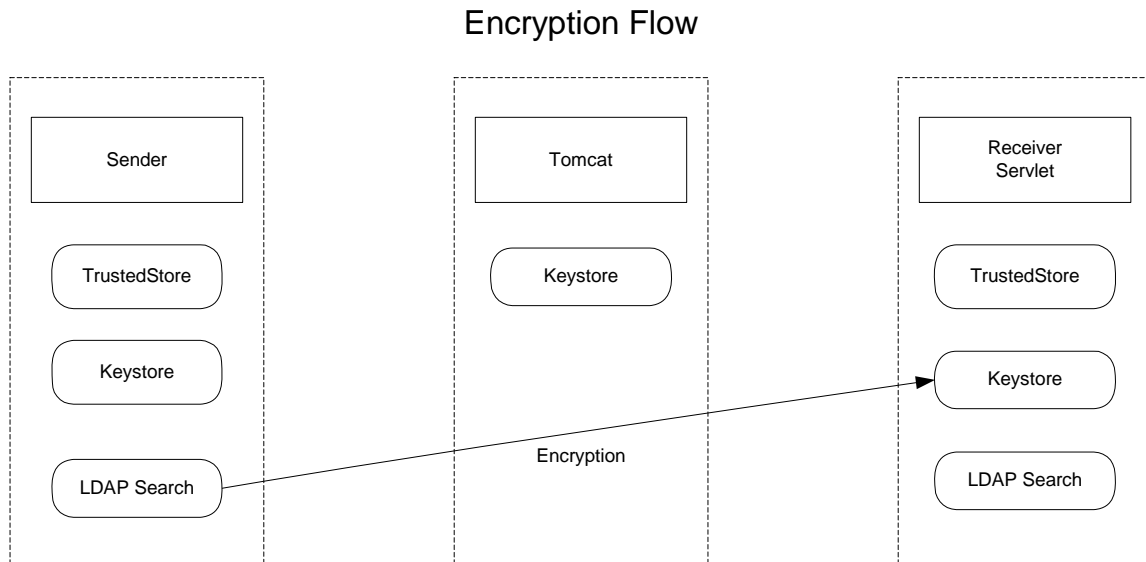 Encryption Flow
Sender
Tomcat
Receiver
Servlet
TrustedStore
Keystore
TrustedStore
Keystore
Keystore
Encryption
LDAP Search
LDAP Search